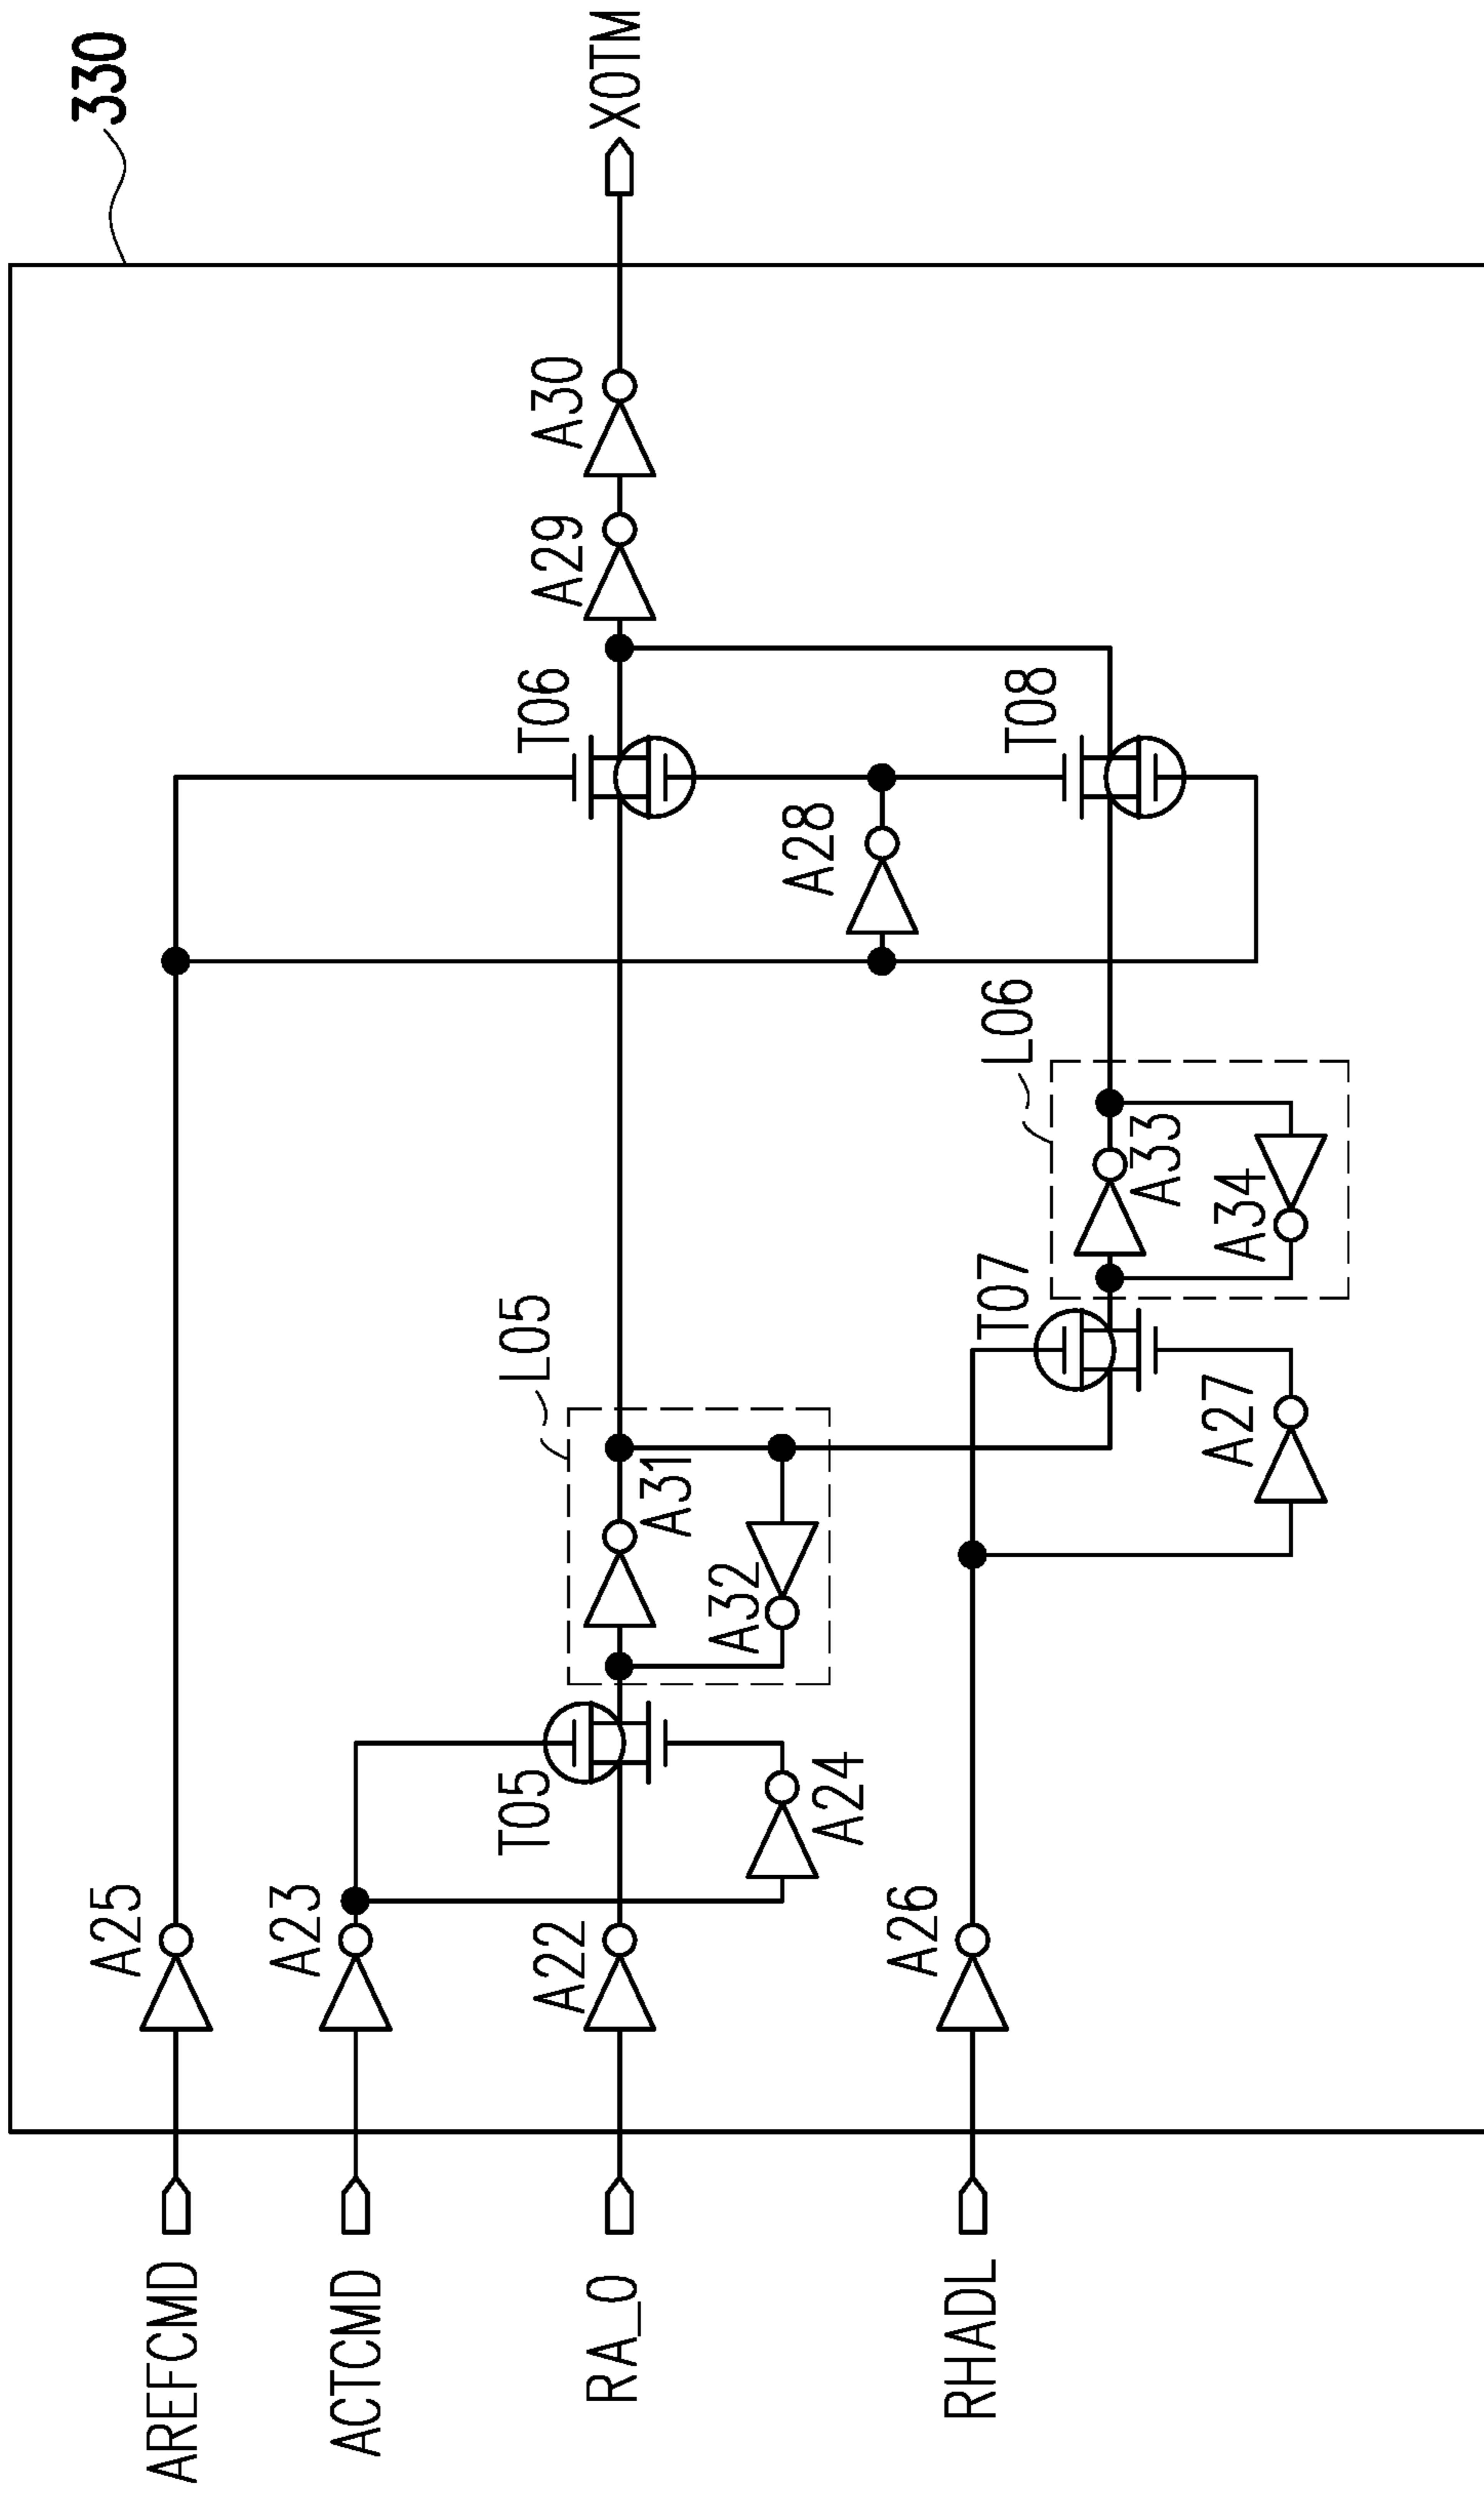 330
AREFCMD
A25
ACTCMD
A23
T05
L05
T06
A29
A30
XOTM
RA_0
A22
A31
A32
A24
A28
RHADL
A26
T07
L06
T08
A33
A34
A27